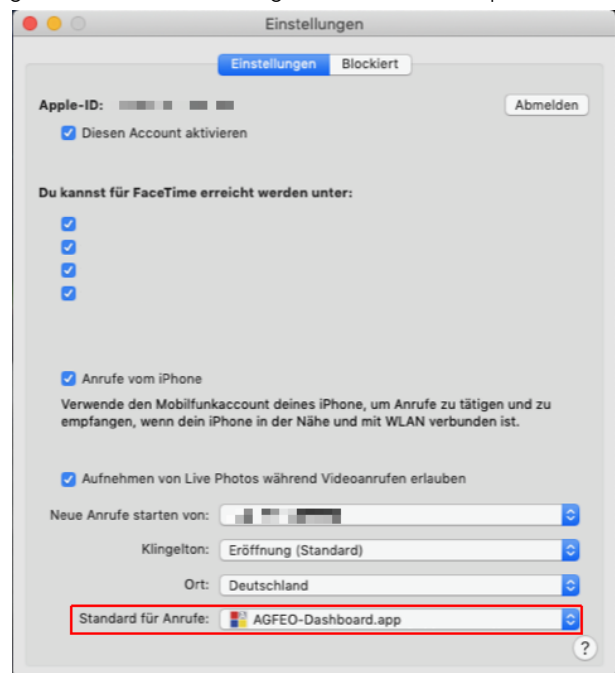 Einstellungen
Einstellungen Blockiert
Apple-ID: Abmelden
Diesen Account aktivieren
Du kannst für FaceTime erreicht werden unter:
Anrufe vom iPhone
Verwende den Mobilfunkaccount deines iPhone, um Anrufe zu tätigen und zu
empfangen, wenn dein iPhone in der Nähe und mit WLAN verbunden ist.
Aufnehmen von Live Photos während Videoanrufen erlauben
Neue Anrufe starten von:
Klingelton: Eröffnung (Standard)
Ort: Deutschland
Standard für Anrufe: AGFEO-Dashboard.app
?